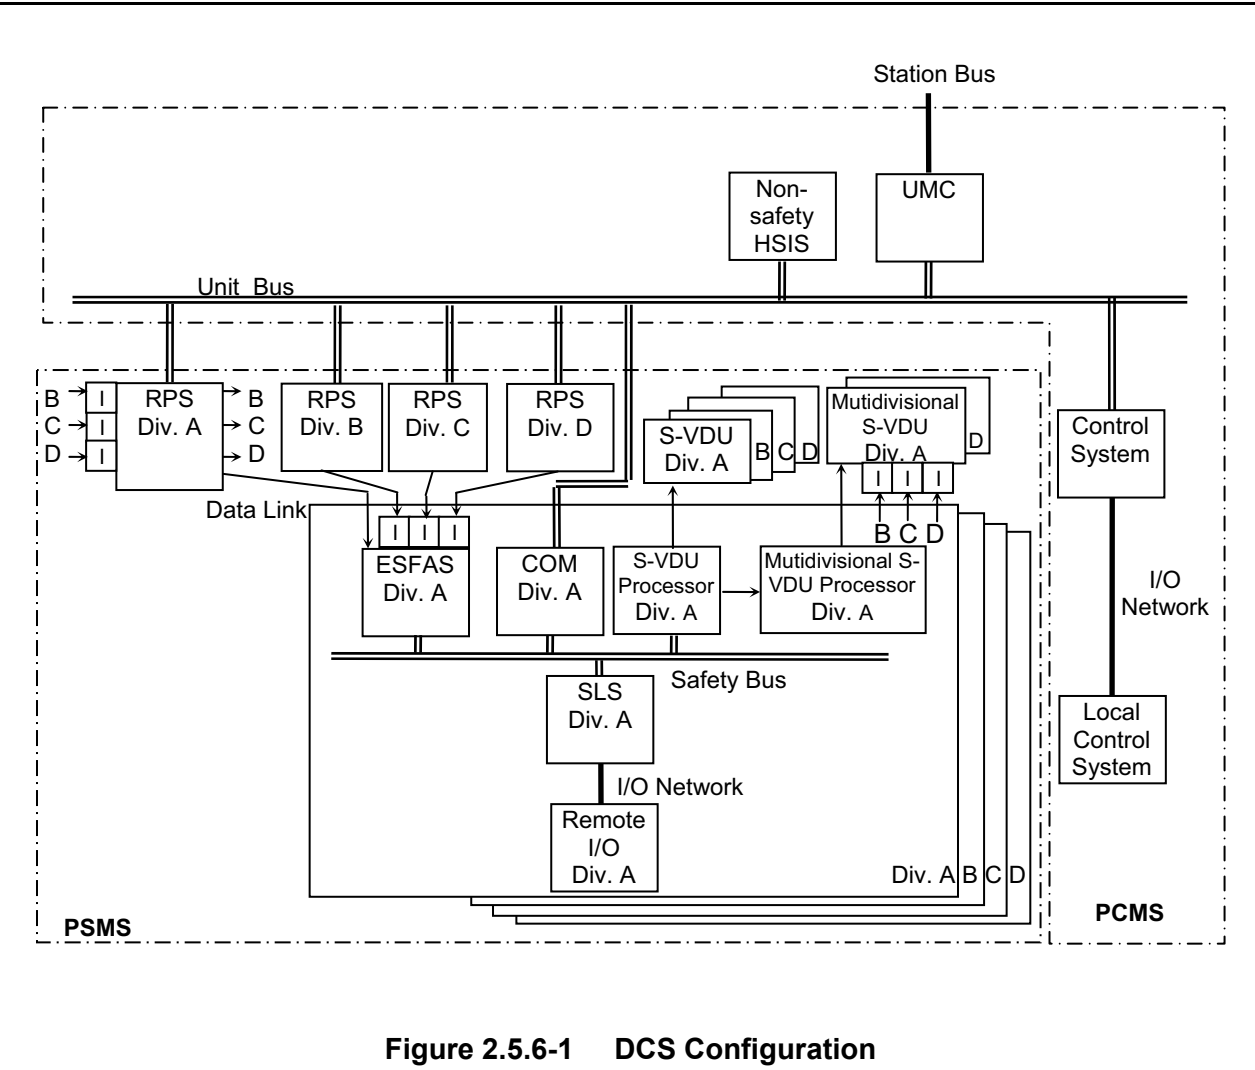 Station Bus
Non-
safety
HSIS
UMC
Unit Bus
B
C
D
I
I
I
RPS
Div. A
B
C
D
RPS
Div. B
RPS
Div. C
RPS
Div. D
S-VDU
Div. A
B
C
D
Mutidivisional
S-VDU
Div. A
D
I I I
B C D
Control
System
Data Link
I I I
ESFAS
Div. A
COM
Div. A
S-VDU
Processor
Div. A
Mutidivisional S-
VDU Processor
Div. A
I/O
Network
Safety Bus
SLS
Div. A
I/O Network
Remote
I/O
Div. A
Local
Control
System
Div. A B C D
PSMS
PCMS
Figure 2.5.6-1 DCS Configuration